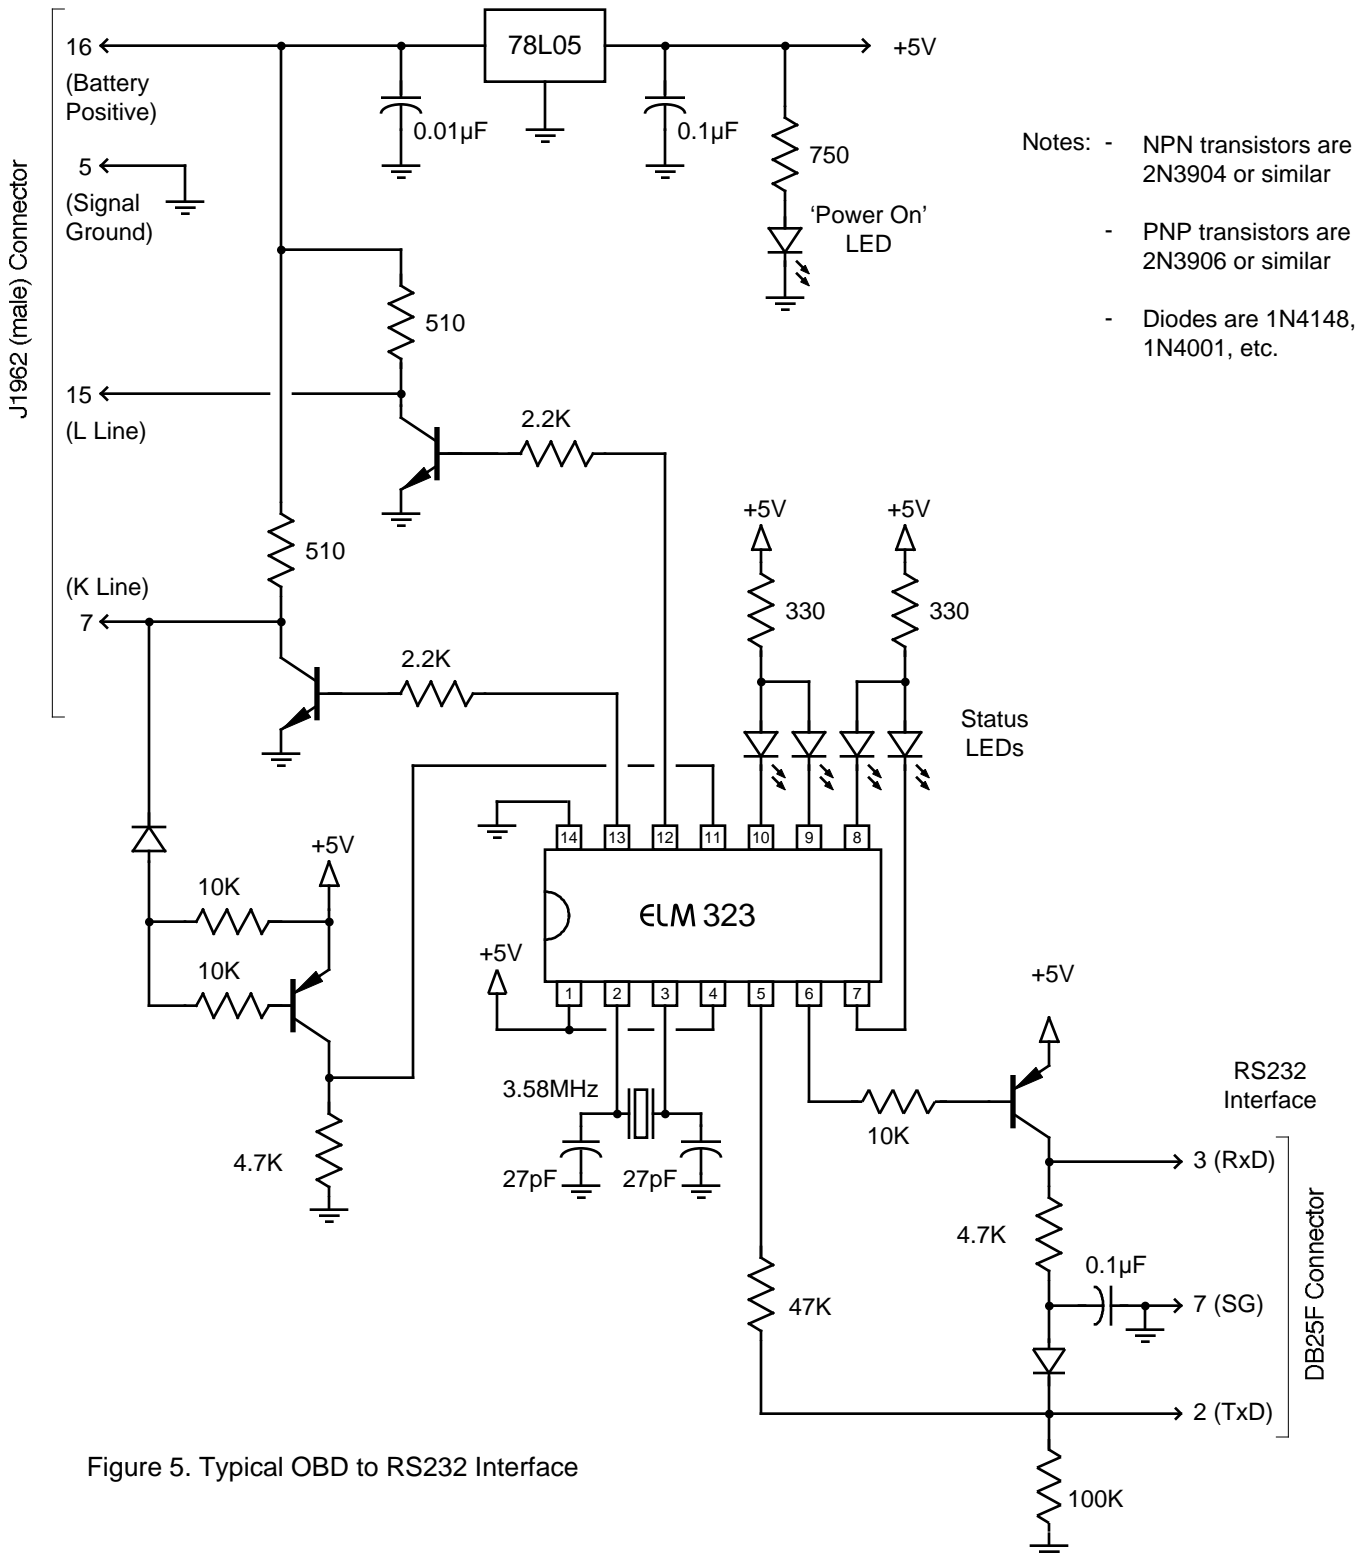 16
(Battery
Positive)
5
(Signal
Ground)
J1962 (male) Connector
15
(L Line)
(K Line)
7
78L05
+5V
0.01µF
0.1µF
750
‘Power On’
LED
Notes: - NPN transistors are
2N3904 or similar
- PNP transistors are
2N3906 or similar
- Diodes are 1N4148,
1N4001, etc.
510
2.2K
510
2.2K
+5V
+5V
330
330
Status
LEDs
14
13
12
11
10
9
8
ELM 323
1
2
3
4
5
6
7
+5V
10K
10K
+5V
4.7K
3.58MHz
27pF
27pF
+5V
10K
RS232
Interface
3 (RxD)
4.7K
0.1µF
7 (SG)
47K
2 (TxD)
DB25F Connector
100K
Figure 5. Typical OBD to RS232 Interface